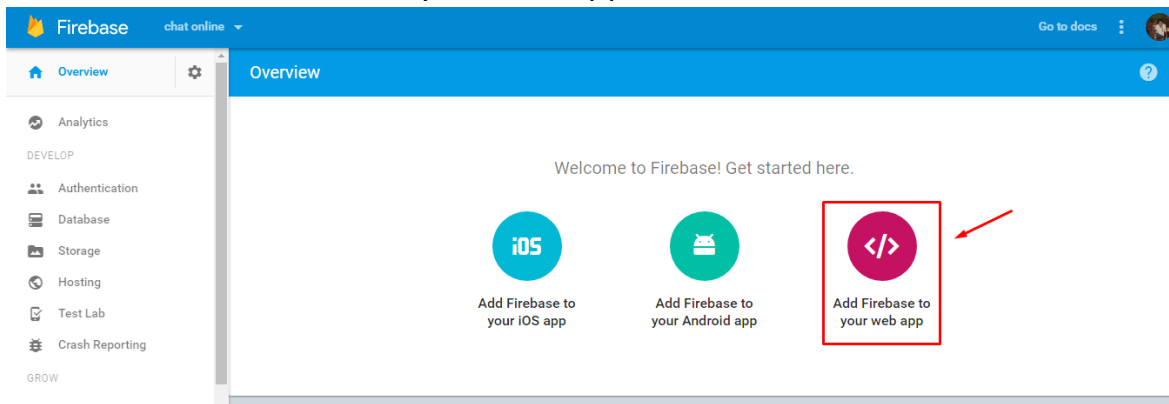 Firebase
chat online
Go to docs
Overview
Overview
Analytics
DEVELOP
Authentication
Database
Storage
Hosting
Test Lab
Crash Reporting
GROW
Welcome to Firebase! Get started here.
iOS
Add Firebase to
your iOS app
Add Firebase to
your Android app
</>
Add Firebase to
your web app